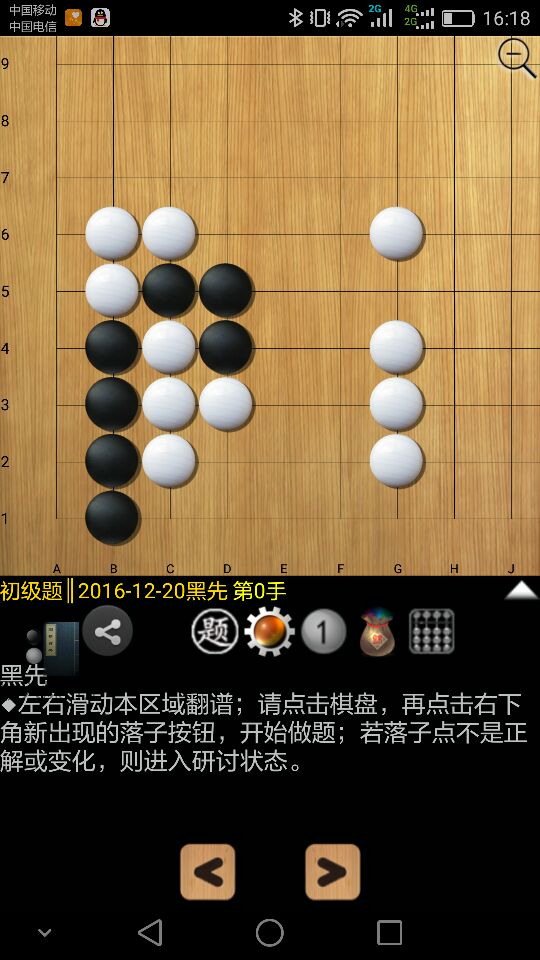 中国移动
中国电信
2G
4G
2G
16:18
9
8
7
6
5
4
3
2
1
A B C D E F G H J
初级题‖2016-12-20黑先 第0手
题
1
黑先
◆左右滑动本区域翻谱；请点击棋盘，再点击右下
角新出现的落子按钮，开始做题；若落子点不是正
解或变化，则进入研讨状态。